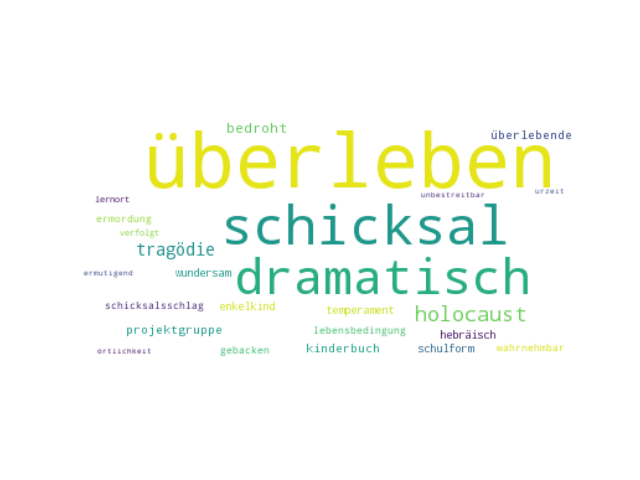 bedroht
überlebende
überleben
unbestreitbar
urzeit
lernort
schicksal
ermordung
verfolgt
tragödie
dramatisch
ermutigend
wundersam
schicksalsschlag
enkelkind
temperament
holocaust
projektgruppe
lebensbedingung
hebräisch
örtlichkeit
gebacken
kinderbuch
schulform
wahrnehmbar